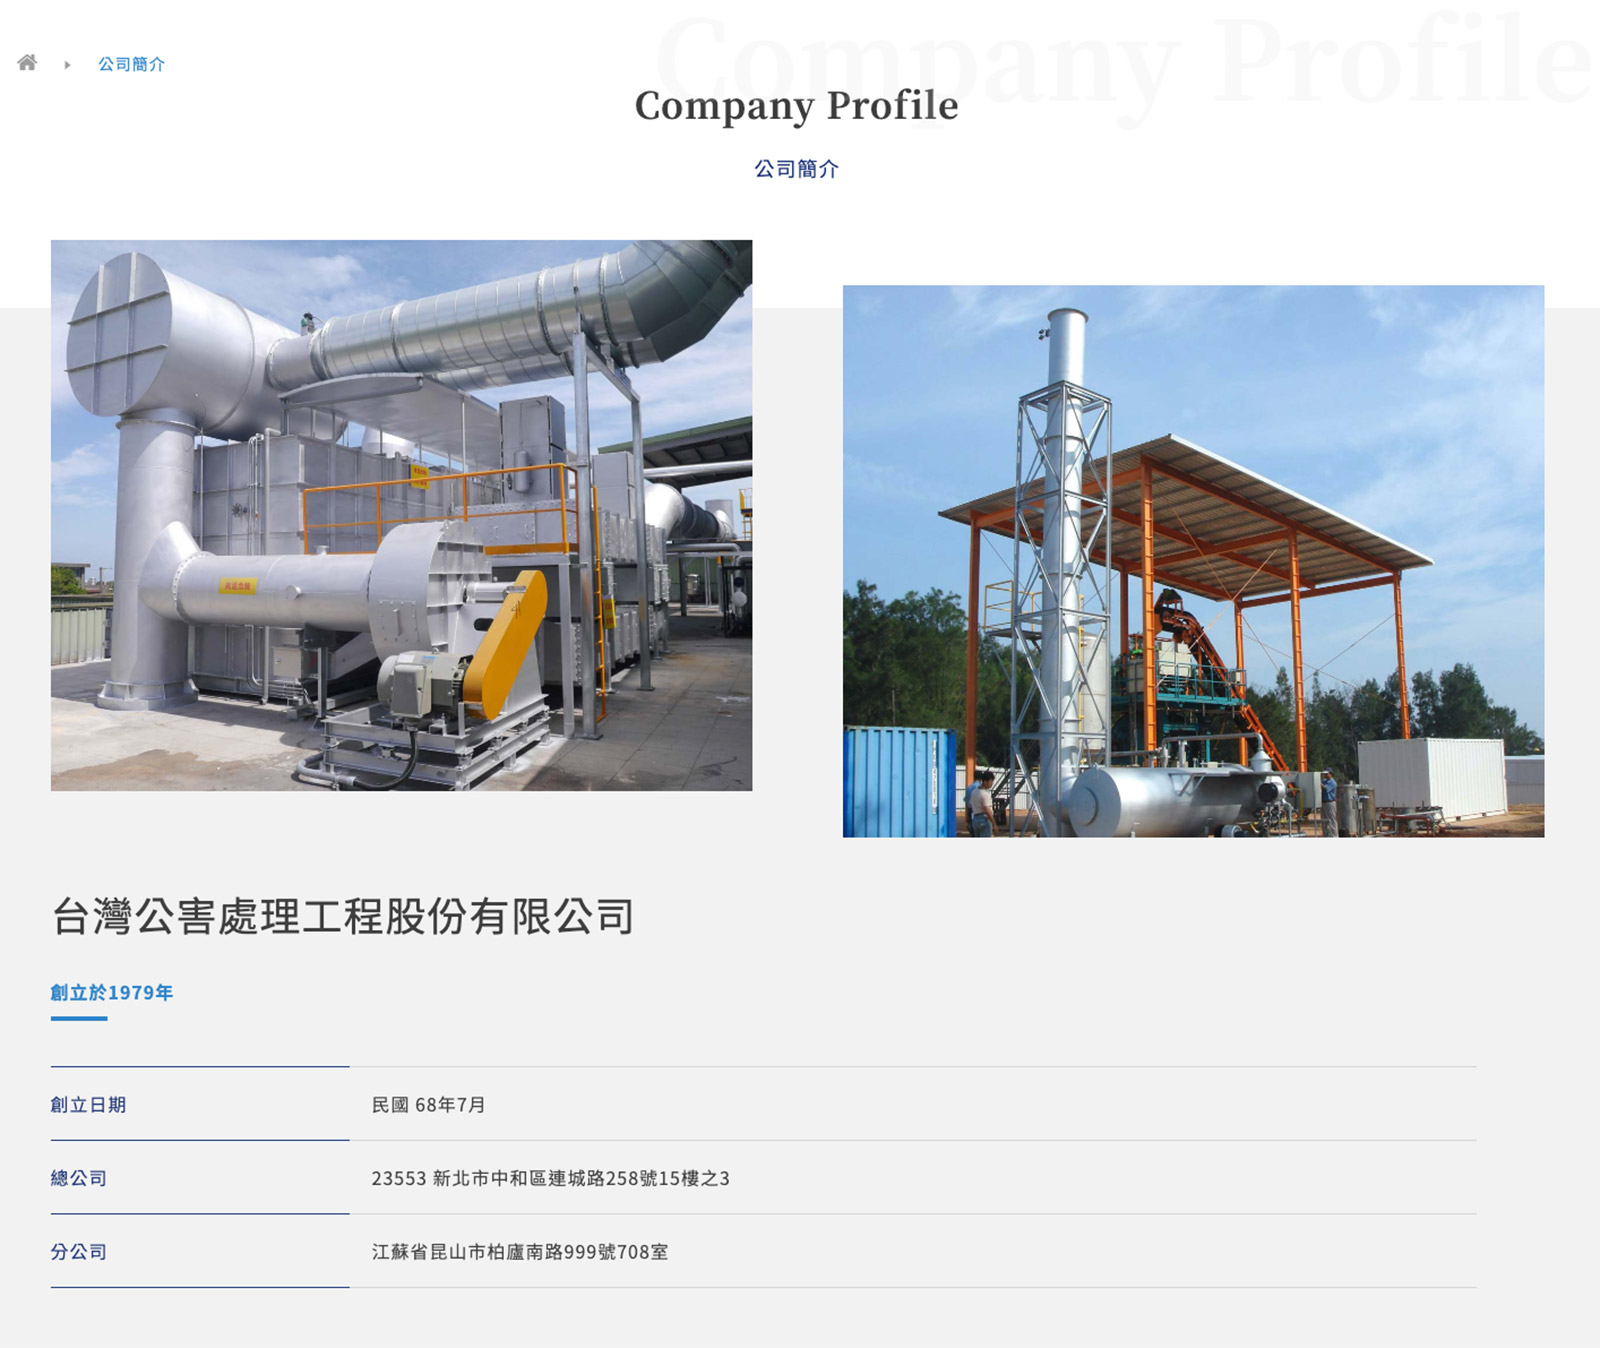 Company Profile
公司簡介
Company Profile
公司簡介
高溫危險
台灣公害處理工程股份有限公司
創立於1979年
創立日期 民國 68年7月
總公司 23553 新北市中和區連城路258號15樓之3
分公司 江蘇省昆山市柏廬南路999號708室